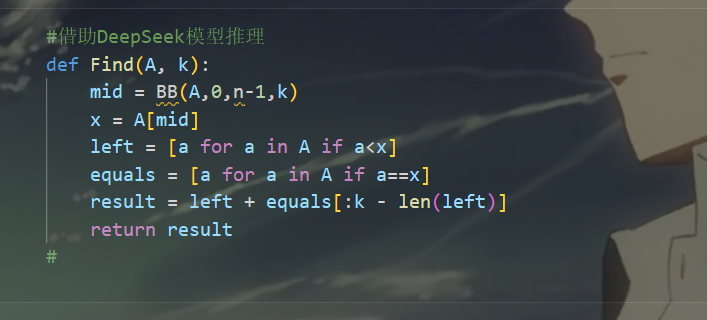 #借助DeepSeek模型推理
def Find(A, k):
    mid = BB(A,0,n-1,k)
    x = A[mid]
    left = [a for a in A if a<x]
    equals = [a for a in A if a==x]
    result = left + equals[:k - len(left)]
    return result
#